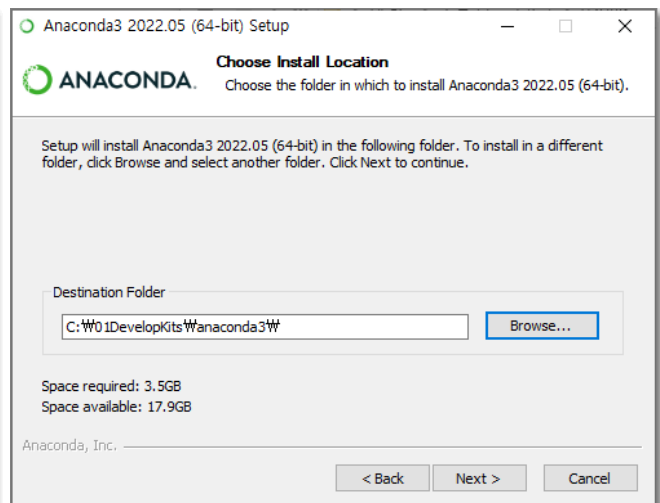 Anaconda3 2022.05 (64-bit) Setup
ANACONDA.
Choose Install Location
Choose the folder in which to install Anaconda3 2022.05 (64-bit).
Setup will install Anaconda3 2022.05 (64-bit) in the following folder. To install in a different
folder, click Browse and select another folder. Click Next to continue.
Destination Folder
C:₩01DevelopKits₩anaconda3₩
Browse...
Space required: 3.5GB
Space available: 17.9GB
Anaconda, Inc.
< Back
Next >
Cancel